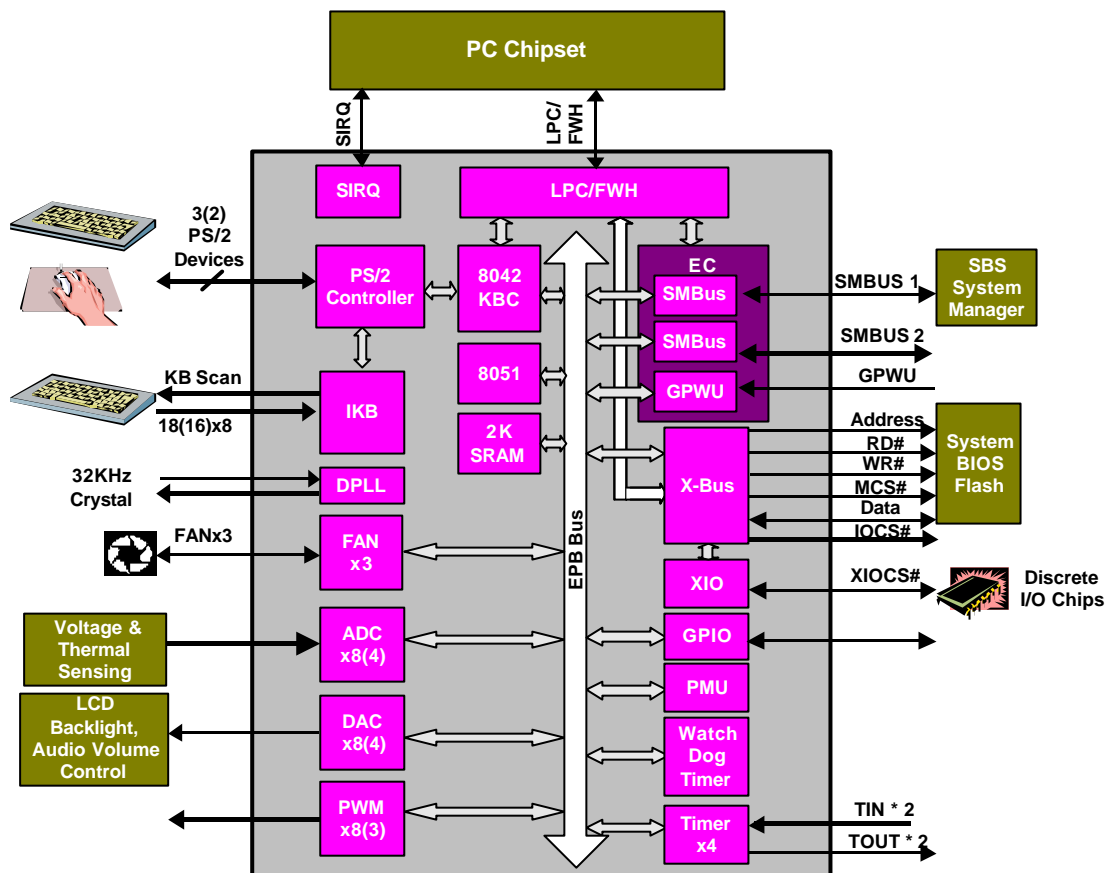 PC Chipset
SIRQ
LPC/
FWH
SIRQ
LPC/FWH
3(2)
PS/2
Devices
PS/2
Controller
8042
KBC
EC
SMBus
SMBUS 1
SBS
System
Manager
SMBus
SMBUS 2
8051
GPWU
GPWU
KB Scan
18(16)x8
IKB
2K
SRAM
X-Bus
Address
RD#
WR#
MCS#
Data
IOCS#
System
BIOS
Flash
32KHz
Crystal
DPLL
FANx3
FAN
x3
EPB Bus
XIO
XIOCS#
Discrete
I/O Chips
Voltage &
Thermal
Sensing
ADC
x8(4)
GPIO
PMU
LCD
Backlight,
Audio Volume
Control
DAC
x8(4)
Watch
Dog
Timer
PWM
x8(3)
Timer
x4
TIN * 2
TOUT * 2